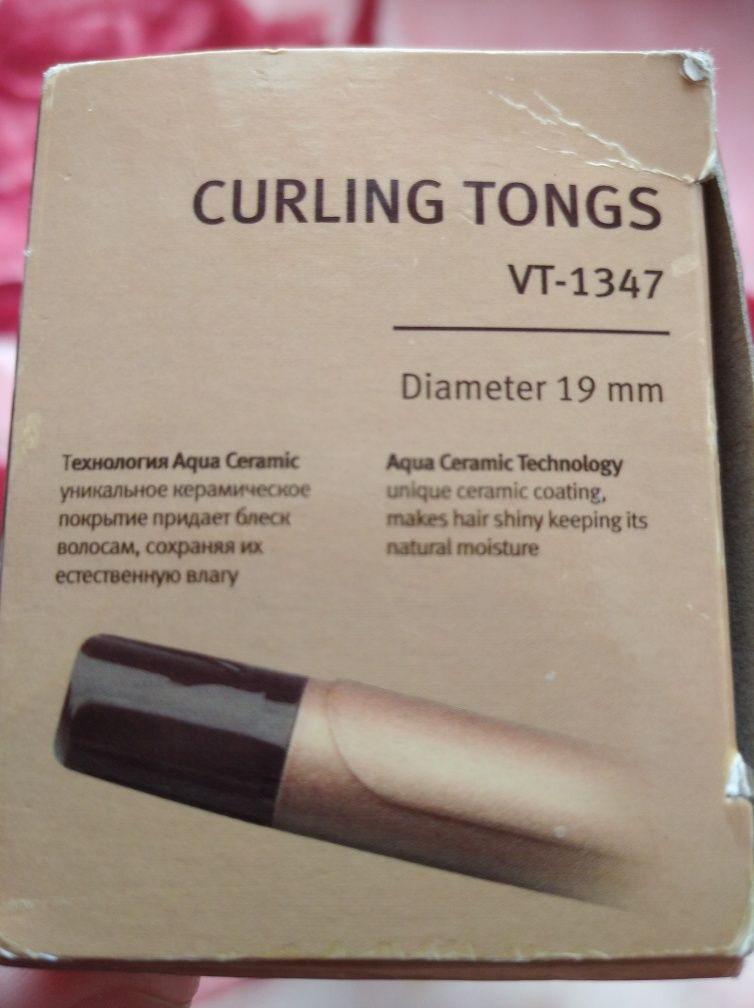 CURLING TONGS
VT-1347
Diameter 19 mm
Технология Aqua Ceramic
уникальное керамическое
покрытие придает блеск
волосам, сохраняя их
естественную влагу
Aqua Ceramic Technology
unique ceramic coating,
makes hair shiny keeping its
natural moisture